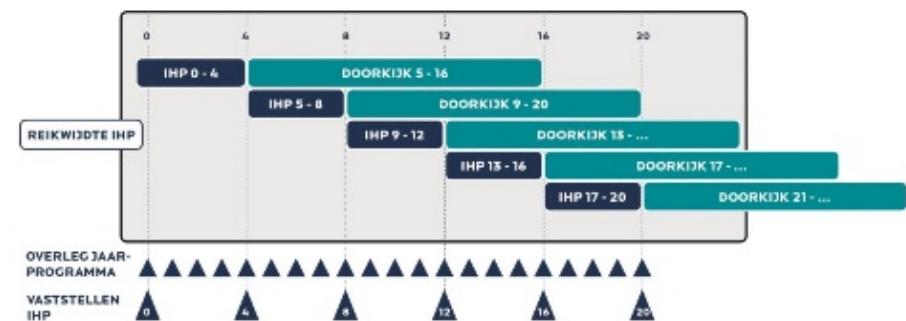 0 4 8 12 16 20
IHP 0 - 4 DOORKIJK 5 - 16
IHP 5 - 8 DOORKIJK 9 - 20
REIKWIJDTE IHP IHP 9 - 12 DOORKIJK 13 - ...
IHP 13 - 16 DOORKIJK 17 - ...
IHP 17 - 20 DOORKIJK 21 - ...
OVERLEG JAAR-
PROGRAMMA
VASTSTELLEN
IHP
0 4 8 12 16 20